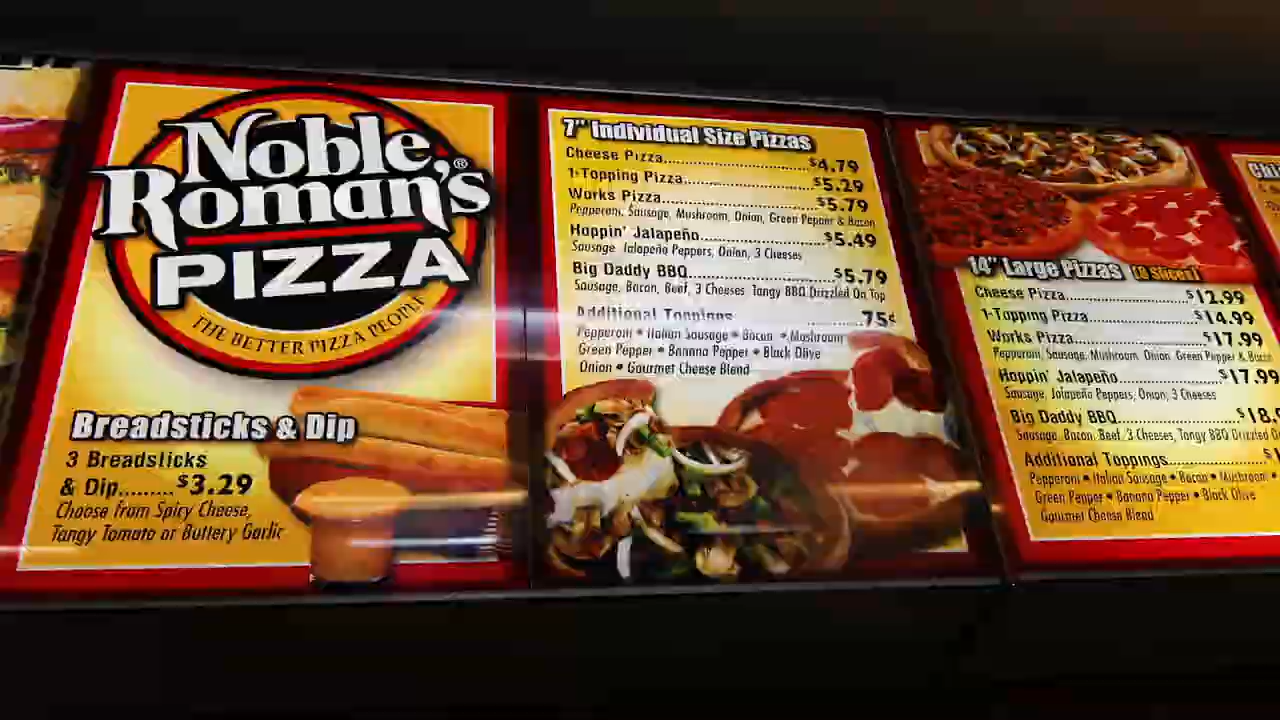 Noble
Roman's®
PIZZA
THE BETTER PIZZA PEOPLE
Breadsticks & Dip
3 Breadsticks
& Dip.........$3.29
Choose from Spicy Cheese,
Tangy Tomato or Buttery Garlic
7" Individual Size Pizzas
Cheese Pizza...............................$4.79
1-Topping Pizza............................$5.29
Works Pizza.................................$5.79
Pepperoni, Sausage, Mushroom, Onion, Green Pepper & Bacon
Hoppin' Jalapeño..........................$5.49
Sausage, Jalapeño Peppers, Onion, 3 Cheeses
Big Daddy BBQ..............................$5.79
Sausage, Bacon, Beef, 3 Cheeses, Tangy BBQ Drizzled On Top
Additional Toppings..................75¢
Pepperoni • Italian Sausage • Bacon • Mushroom
Green Pepper • Banana Pepper • Black Olive
Onion • Gourmet Cheese Blend
14" Large Pizzas (8 Slices)
Cheese Pizza.........................$12.99
1-Topping Pizza......................$14.99
Works Pizza...........................$17.99
Pepperoni, Sausage, Mushroom, Onion, Green Pepper & Bacon
Hoppin' Jalapeño....................$17.99
Sausage, Jalapeño Peppers, Onion, 3 Cheeses
Big Daddy BBQ........................$18.
Sausage, Bacon, Beef, 3 Cheeses, Tangy BBQ Drizzled
Additional Toppings...................$1
Pepperoni • Italian Sausage • Bacon • Mushroom •
Green Pepper • Banana Pepper • Black Olive
Gourmet Cheese Blend